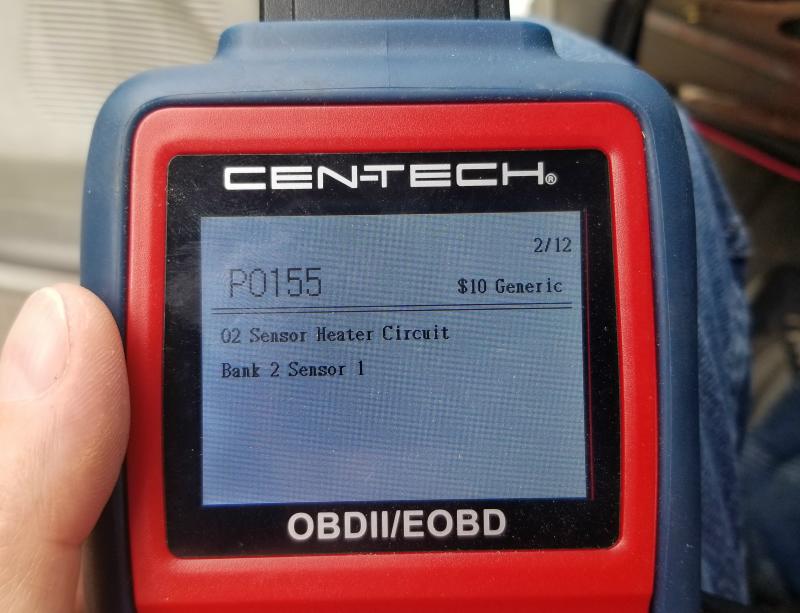 CEN-TECH®
2/12
P0155 $10 Generic
O2 Sensor Heater Circuit
Bank 2 Sensor 1
OBDII/EOBD